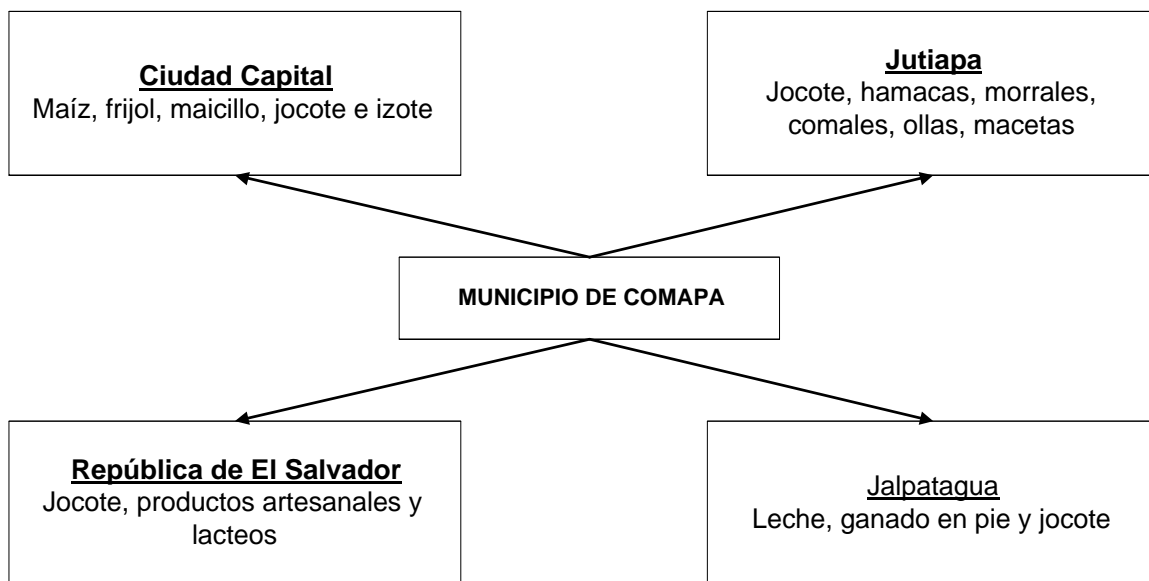 Ciudad Capital
Maíz, frijol, maicillo, jocote e izote
Jutiapa
Jocote, hamacas, morrales,
comales, ollas, macetas
MUNICIPIO DE COMAPA
República de El Salvador
Jocote, productos artesanales y
lacteos
Jalpatagua
Leche, ganado en pie y jocote